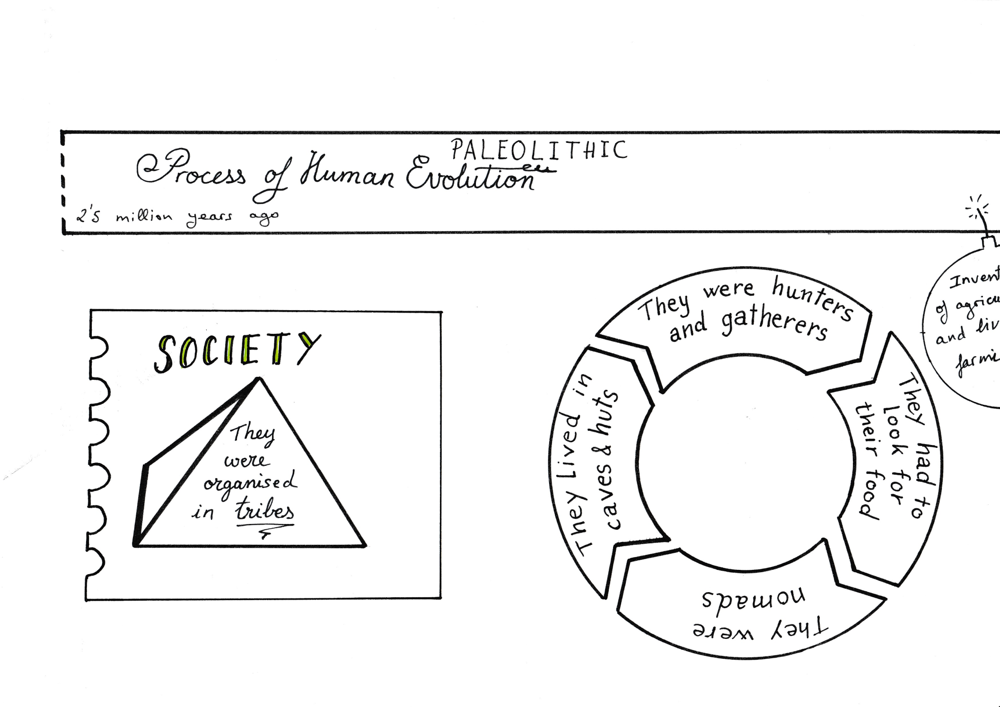 PALEOLITHIC
Process of Human Evolution
2'5 million years ago
SOCIETY
They
were
organised
in tribes
They were hunters
and gatherers
They had to
look for
their food
They were
nomads
They Lived in
caves & huts
Invent
of agricu
and liv
farmi